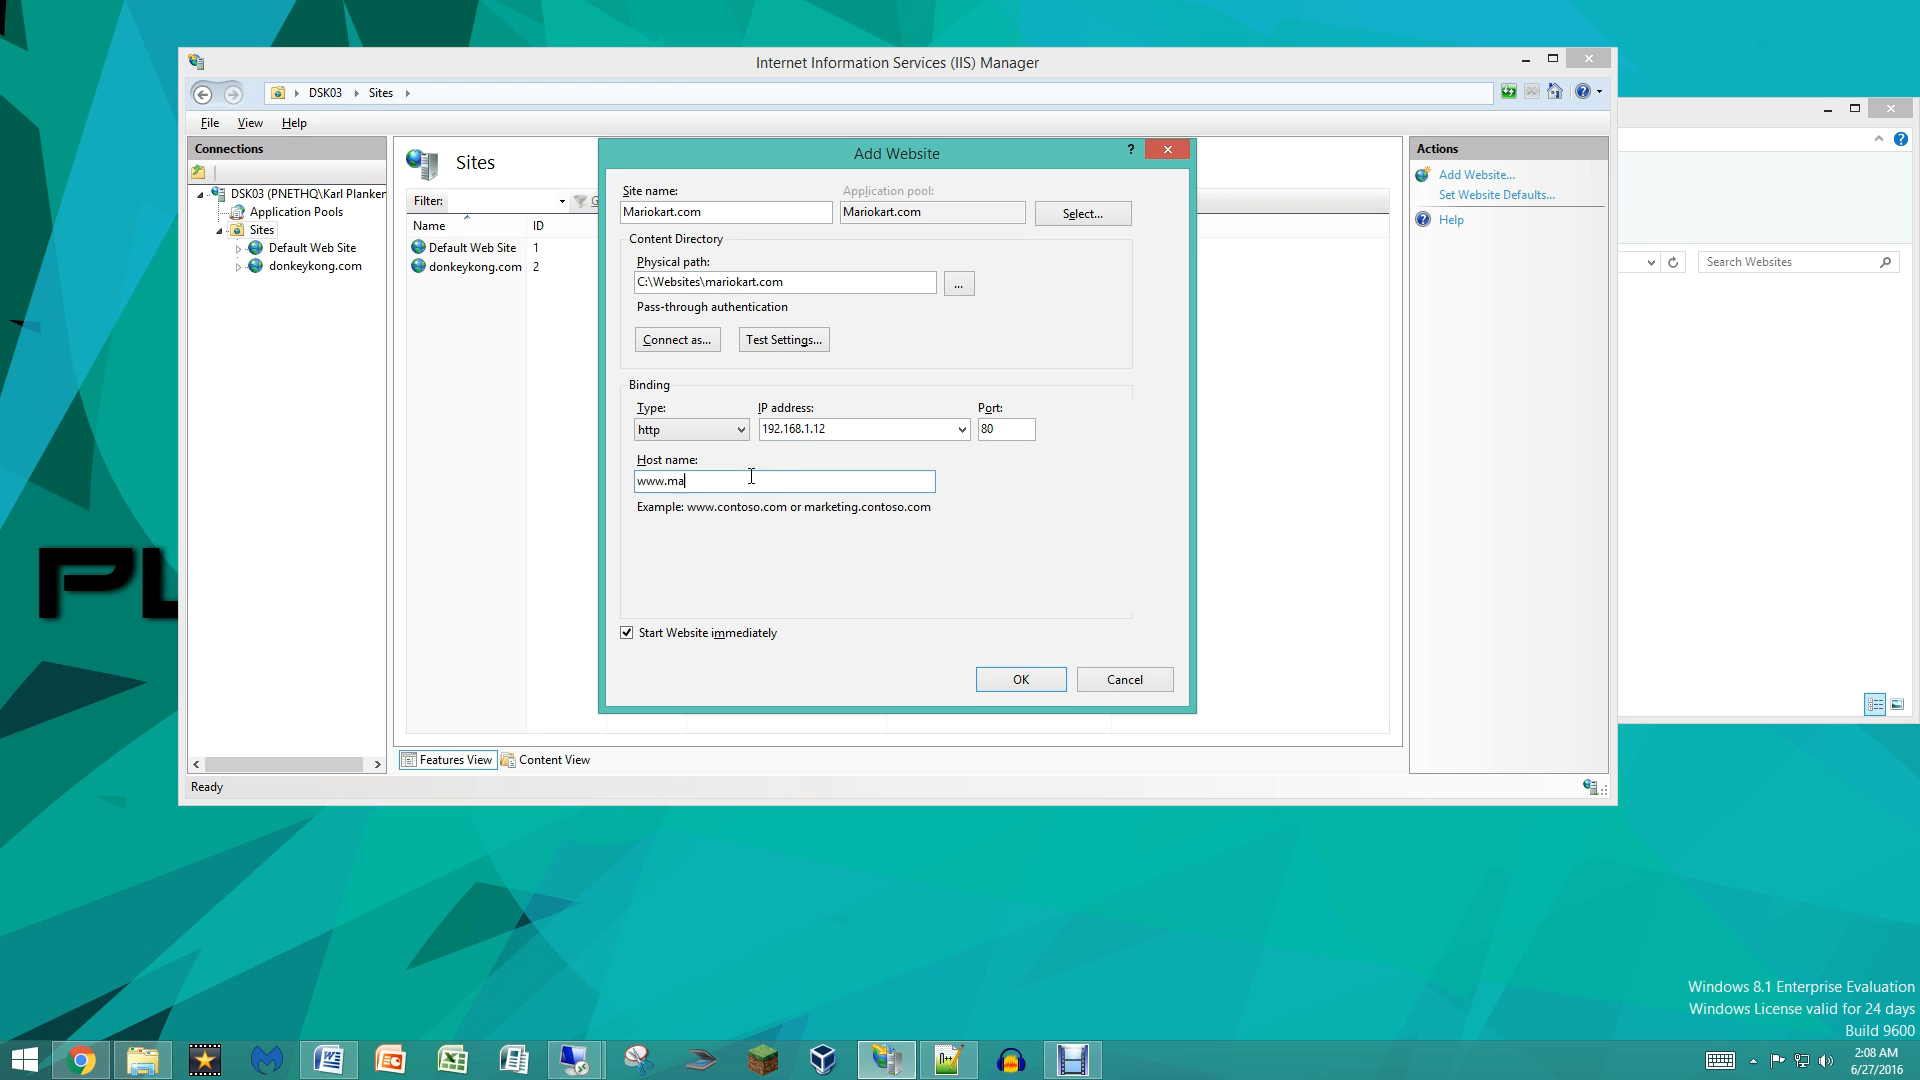 Internet Information Services (IIS) Manager
DSK03 Sites
File View Help
Connections
DSK03 (PNETHQ\Karl Planker
Application Pools
Sites
Default Web Site
donkeykong.com
Sites
Filter:
G
Name ID
Default Web Site 1
donkeykong.com 2
Features View Content View
Ready
Add Website
?
Site name: Application pool:
Mariokart.com Mariokart.com Select...
Content Directory
Physical path:
C:\Websites\mariokart.com ...
Pass-through authentication
Connect as... Test Settings...
Binding
Type: IP address: Port:
http 192.168.1.12 80
Host name:
www.ma
Example: www.contoso.com or marketing.contoso.com
Start Website immediately
OK Cancel
Actions
Add Website...
Set Website Defaults...
Help
Search Websites
PL
Windows 8.1 Enterprise Evaluation
Windows License valid for 24 days
Build 9600
2:08 AM
6/27/2016